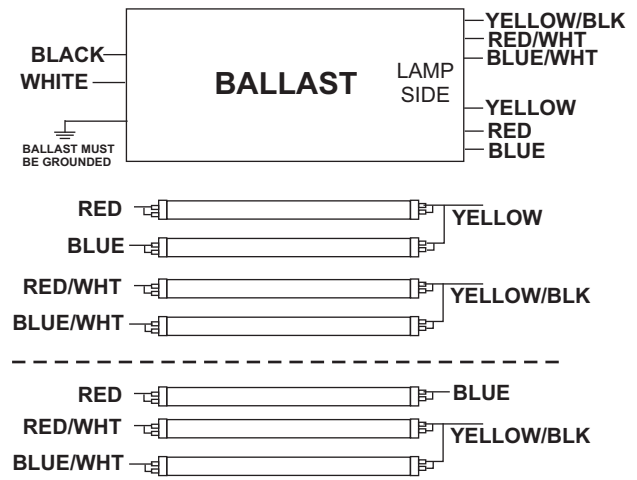 YELLOW/BLK
RED/WHT
BLUE/WHT
BLACK
WHITE
BALLAST
LAMP
SIDE
YELLOW
RED
BLUE
BALLAST MUST
BE GROUNDED
RED
YELLOW
BLUE
RED/WHT
YELLOW/BLK
BLUE/WHT
RED
BLUE
RED/WHT
YELLOW/BLK
BLUE/WHT